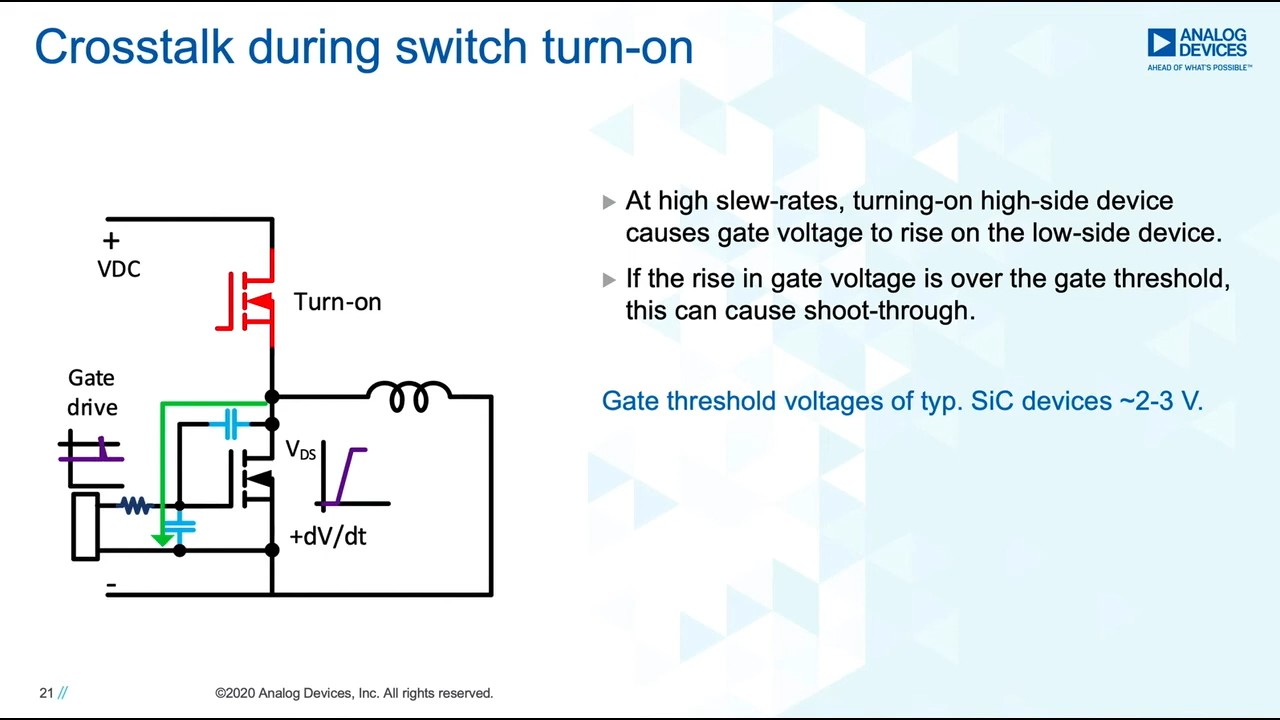 Crosstalk during switch turn-on
ANALOG
DEVICES
AHEAD OF WHAT'S POSSIBLE™
+
VDC
Turn-on
Gate
drive
VDS
+dV/dt
-
At high slew-rates, turning-on high-side device
causes gate voltage to rise on the low-side device.
If the rise in gate voltage is over the gate threshold,
this can cause shoot-through.
Gate threshold voltages of typ. SiC devices ~2-3 V.
21 //
©2020 Analog Devices, Inc. All rights reserved.